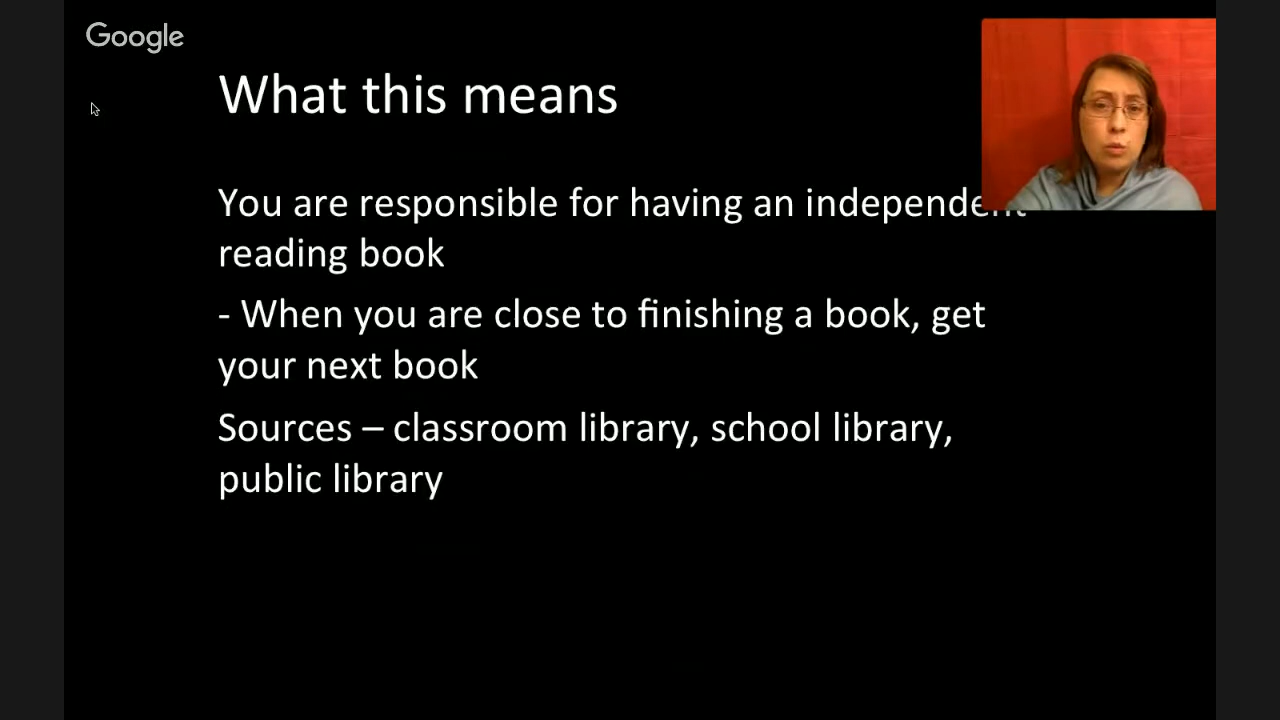 Google
What this means
You are responsible for having an independent
reading book
- When you are close to finishing a book, get
your next book
Sources – classroom library, school library,
public library